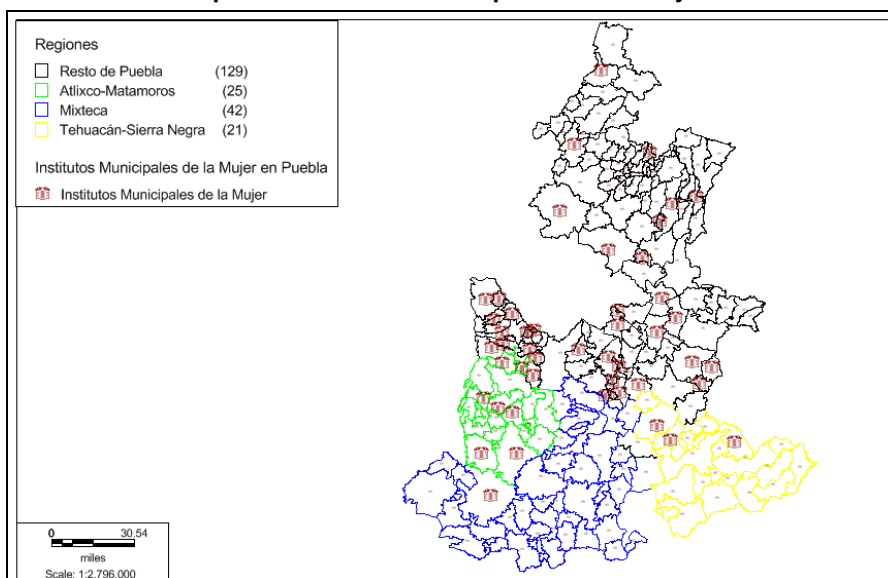 Regiones
Resto de Puebla (129)
Atlixco-Matamoros (25)
Mixteca (42)
Tehuacán-Sierra Negra (21)
Institutos Municipales de la Mujer en Puebla
Institutos Municipales de la Mujer
0 30.54
miles
Scale: 1:2,796,000